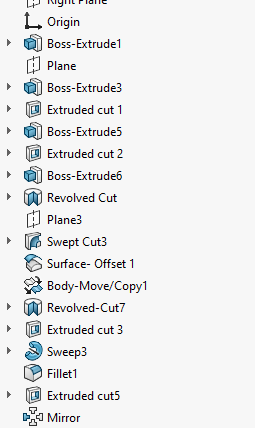 Right Plane
Origin
Boss-Extrude1
Plane
Boss-Extrude3
Extruded cut 1
Boss-Extrude5
Extruded cut 2
Boss-Extrude6
Revolved Cut
Plane3
Swept Cut3
Surface- Offset 1
Body-Move/Copy1
Revolved-Cut7
Extruded cut 3
Sweep3
Fillet1
Extruded cut5
Mirror